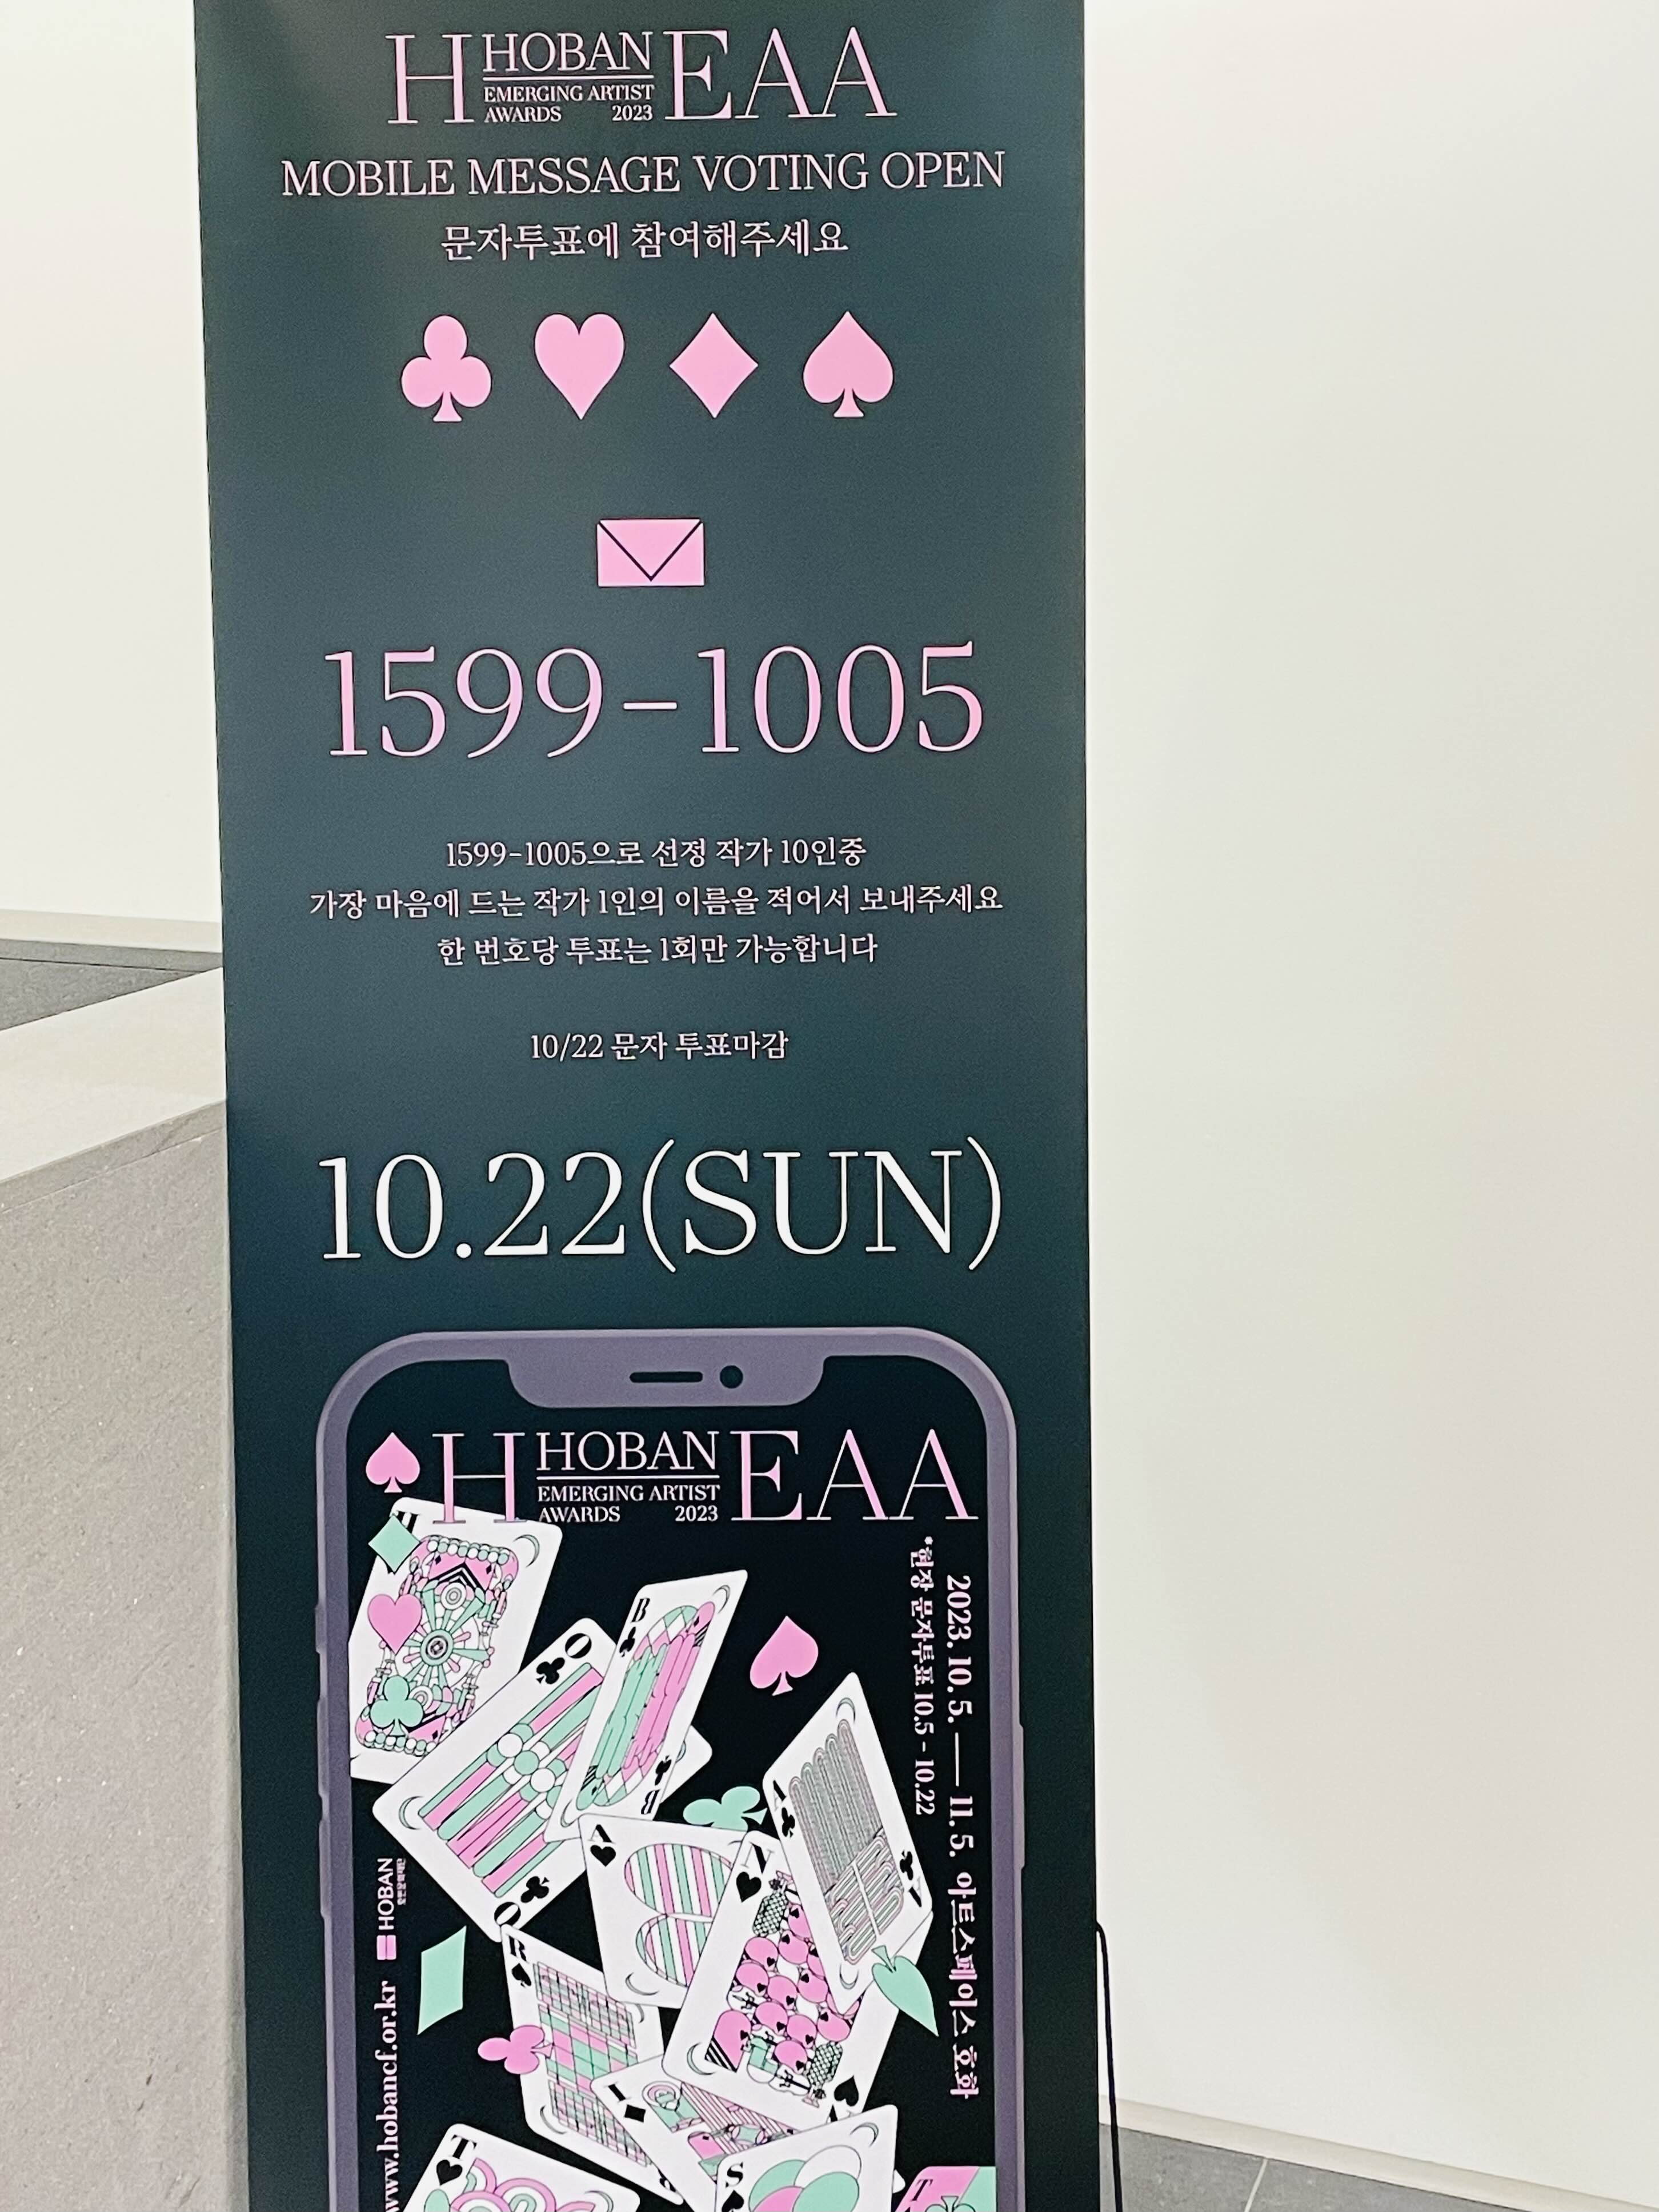 H HOBAN EAA
EMERGING ARTIST
AWARDS 2023
MOBILE MESSAGE VOTING OPEN
문자투표에 참여해주세요
1599-1005
1599-1005으로 선정 작가 10인중
가장 마음에 드는 작가 1인의 이름을 적어서 보내주세요
한 번호당 투표는 1회만 가능합니다
10/22 문자 투표마감
10.22(SUN)
H HOBAN EAA
EMERGING ARTIST
AWARDS 2023
2023. 10. 5. — 11. 5. 아트스페이스 호화
*현장 문자투표 10.5 - 10.22
H
O
O
B
B
A
A
A
N
R
I
T
S
T
HOBAN
호반문화재단
www.hobancf.or.kr